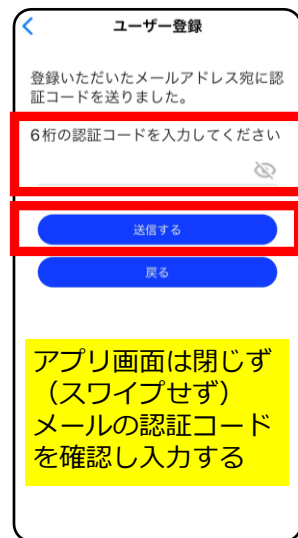 ユーザー登録
登録いただいたメールアドレス宛に認
証コードを送りました。
6桁の認証コードを入力してください
送信する
戻る
アプリ画面は閉じず
（スワイプせず）
メールの認証コード
を確認し入力する